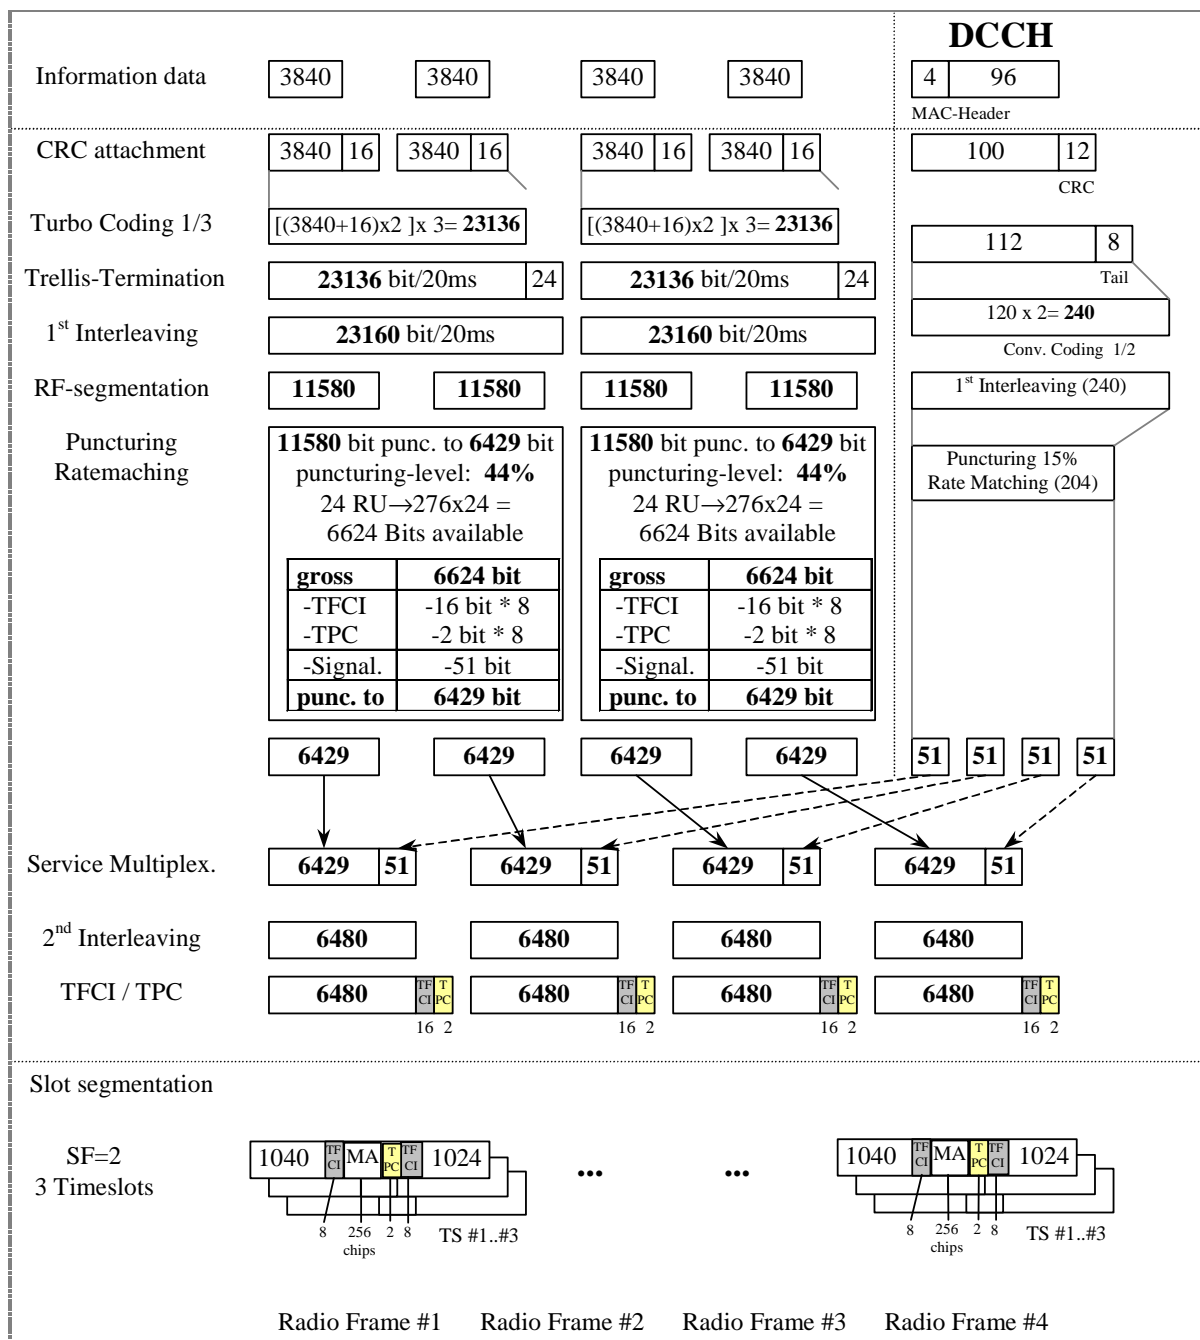 DCCH
Information data 3840 3840 3840 3840 4 96
MAC-Header
CRC attachment 3840 16 3840 16 3840 16 3840 16 100 12
CRC
Turbo Coding 1/3 [(3840+16)x2 ]x 3= 23136 [(3840+16)x2 ]x 3= 23136
112 8
Trellis-Termination 23136 bit/20ms 24 23136 bit/20ms 24
Tail
120 x 2= 240
1st Interleaving 23160 bit/20ms 23160 bit/20ms
Conv. Coding 1/2
RF-segmentation 11580 11580 11580 11580 1st Interleaving (240)
Puncturing 11580 bit punc. to 6429 bit 11580 bit punc. to 6429 bit
Ratemaching puncturing-level: 44% puncturing-level: 44% Puncturing 15%
Rate Matching (204)
24 RU→276x24 = 24 RU→276x24 =
6624 Bits available 6624 Bits available
gross 6624 bit gross 6624 bit
-TFCI -16 bit * 8 -TFCI -16 bit * 8
-TPC -2 bit * 8 -TPC -2 bit * 8
-Signal. -51 bit -Signal. -51 bit
punc. to 6429 bit punc. to 6429 bit
6429 6429 6429 6429 51 51 51 51
Service Multiplex. 6429 51 6429 51 6429 51 6429 51
2nd Interleaving 6480 6480 6480 6480
TFCI / TPC 6480 TF CI T PC 6480 TF CI T PC 6480 TF CI T PC 6480 TF CI T PC
16 2 16 2 16 2 16 2
Slot segmentation
SF=2 1040 TF CI MA T PC TF CI 1024 ... ... 1040 TF CI MA T PC TF CI 1024
3 Timeslots
8 256 2 8 TS #1..#3 8 256 2 8 TS #1..#3
chips chips
Radio Frame #1 Radio Frame #2 Radio Frame #3 Radio Frame #4